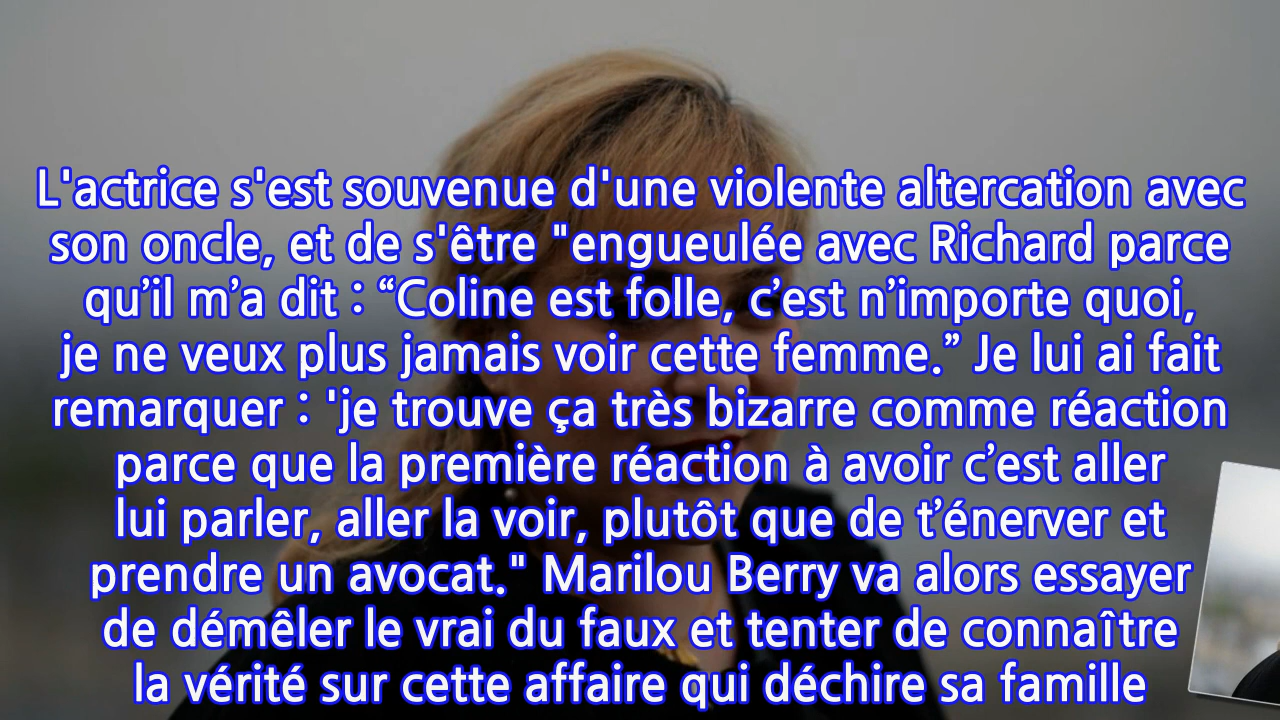 L'actrice s'est souvenue d'une violente altercation avec
son oncle, et de s'être "engueulée avec Richard parce
qu’il m’a dit : “Coline est folle, c’est n’importe quoi,
je ne veux plus jamais voir cette femme.” Je lui ai fait
remarquer : 'je trouve ça très bizarre comme réaction
parce que la première réaction à avoir c’est aller
lui parler, aller la voir, plutôt que de t’énerver et
prendre un avocat." Marilou Berry va alors essayer
de démêler le vrai du faux et tenter de connaître
la vérité sur cette affaire qui déchire sa famille